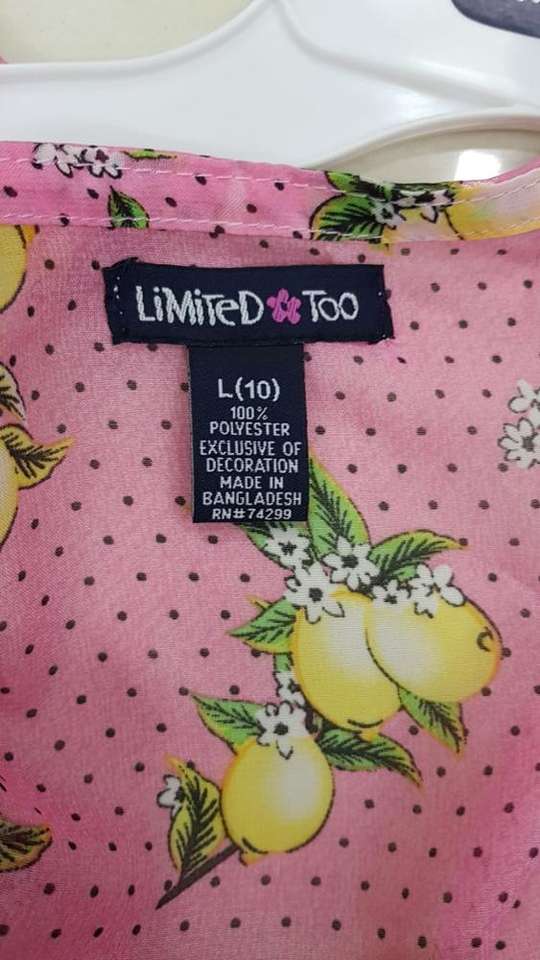 LiMiTeD TOO
L(10)
100%
POLYESTER
EXCLUSIVE OF
DECORATION
MADE IN
BANGLADESH
RN#74299